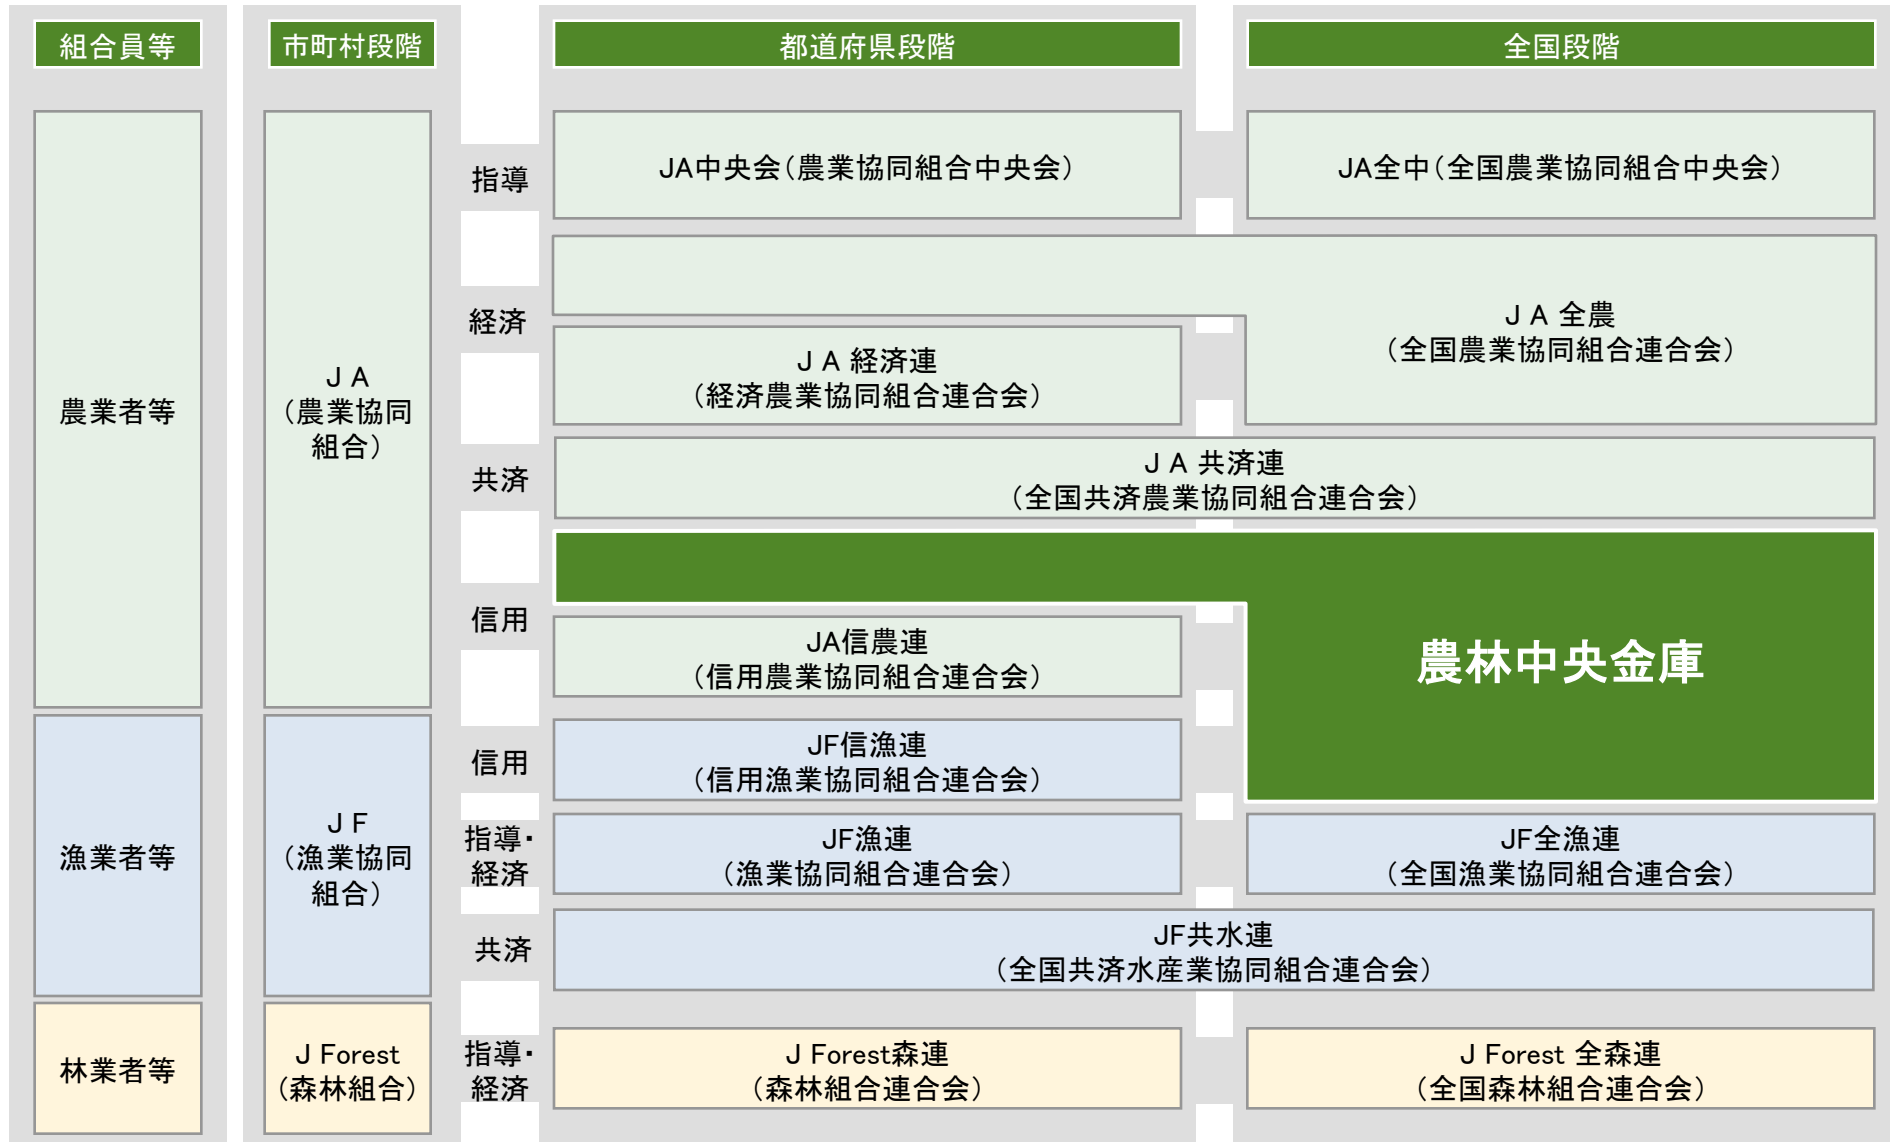 組合員等
市町村段階
都道府県段階
全国段階
農業者等
漁業者等
林業者等
ＪＡ
（農業協同
組合）
ＪＦ
（漁業協同
組合）
J Forest
（森林組合）
指導
JA中央会（農業協同組合中央会）
JA全中（全国農業協同組合中央会）
経済
ＪＡ 全農
（全国農業協同組合連合会）
ＪＡ 経済連
（経済農業協同組合連合会）
共済
ＪＡ 共済連
（全国共済農業協同組合連合会）
信用
農林中央金庫
JA信農連
（信用農業協同組合連合会）
信用
JF信漁連
（信用漁業協同組合連合会）
指導・
経済
JF漁連
（漁業協同組合連合会）
JF全漁連
（全国漁業協同組合連合会）
共済
JF共水連
（全国共済水産業協同組合連合会）
指導・
経済
J Forest森連
（森林組合連合会）
J Forest 全森連
（全国森林組合連合会）